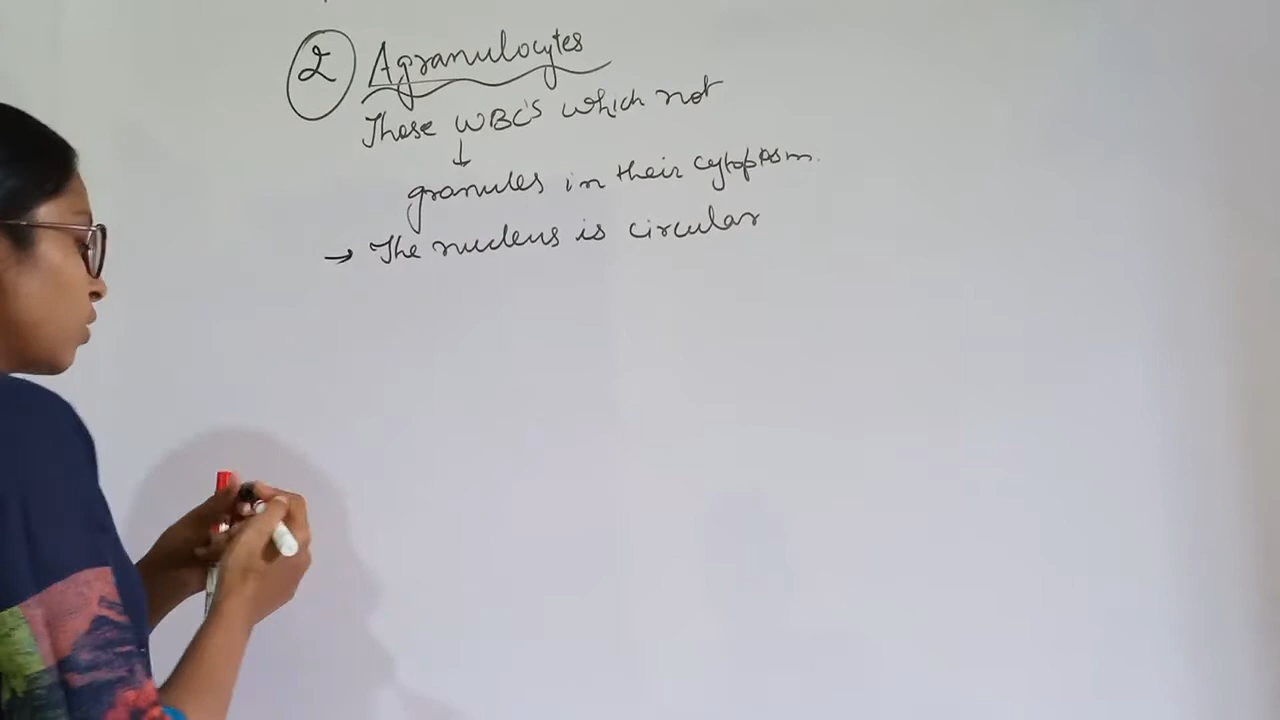 2 Agranulocytes
These WBC'S which not
↓
granules in their cytoplasm.
→ The nucleus is circular